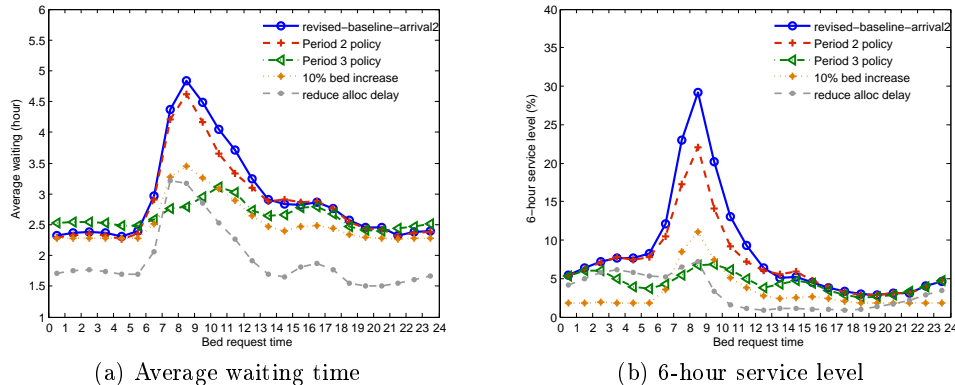 6
5.5
5
4.5
4
3.5
3
2.5
2
1.5
1
Average waiting (hour)
0 1 2 3 4 5 6 7 8 9 10 11 12 13 14 15 16 17 18 19 20 21 22 23 24
Bed request time
revised−baseline−arrival2
Period 2 policy
Period 3 policy
10% bed increase
reduce alloc delay
(a) Average waiting time
40
35
30
25
20
15
10
5
0
6−hour service level (%)
0 1 2 3 4 5 6 7 8 9 10 11 12 13 14 15 16 17 18 19 20 21 22 23 24
Bed request time
revised−baseline−arrival2
Period 2 policy
Period 3 policy
10% bed increase
reduce alloc delay
(b) 6-hour service level